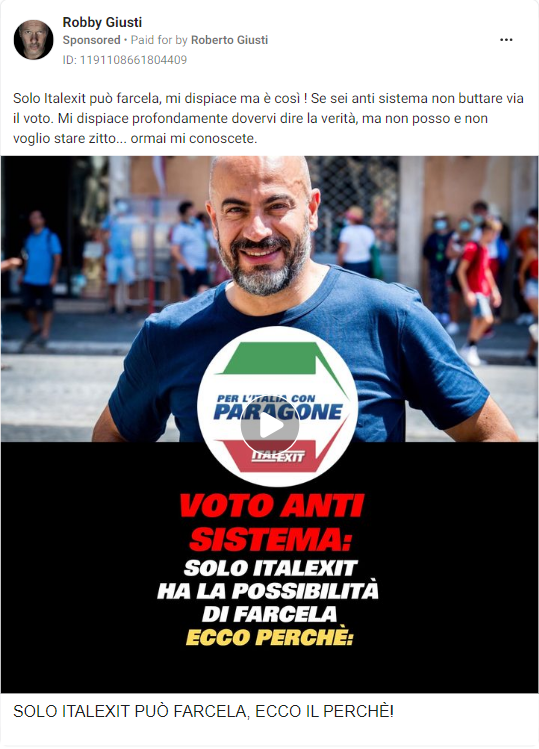 Robby Giusti
Sponsored • Paid for by Roberto Giusti
ID: 1191108661804409
Solo Italexit può farcela, mi dispiace ma è così ! Se sei anti sistema non buttare via
il voto. Mi dispiace profondamente dovervi dire la verità, ma non posso e non
voglio stare zitto... ormai mi conoscete.
PER L'ITALIA CON
PARAGONE
ITALEXIT
VOTO ANTI
SISTEMA:
SOLO ITALEXIT
HA LA POSSIBILITÀ
DI FARCELA
ECCO PERCHÈ:
SOLO ITALEXIT PUÒ FARCELA, ECCO IL PERCHÈ!